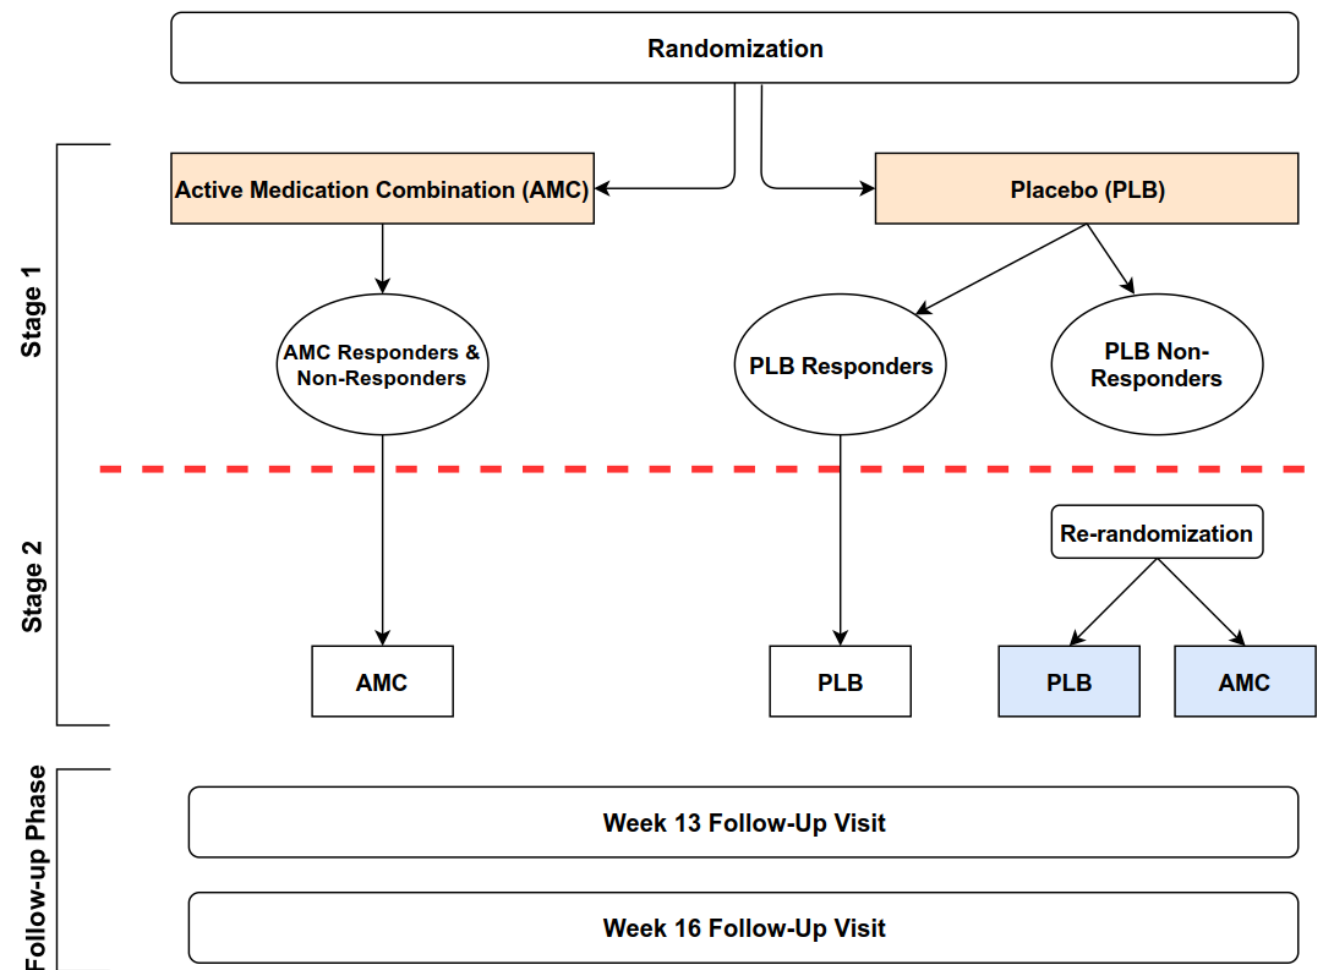 Randomization
Stage 1
Active Medication Combination (AMC)
Placebo (PLB)
AMC Responders &
Non-Responders
PLB Responders
PLB Non-
Responders
Stage 2
Re-randomization
AMC
PLB
PLB
AMC
Follow-up Phase
Week 13 Follow-Up Visit
Week 16 Follow-Up Visit